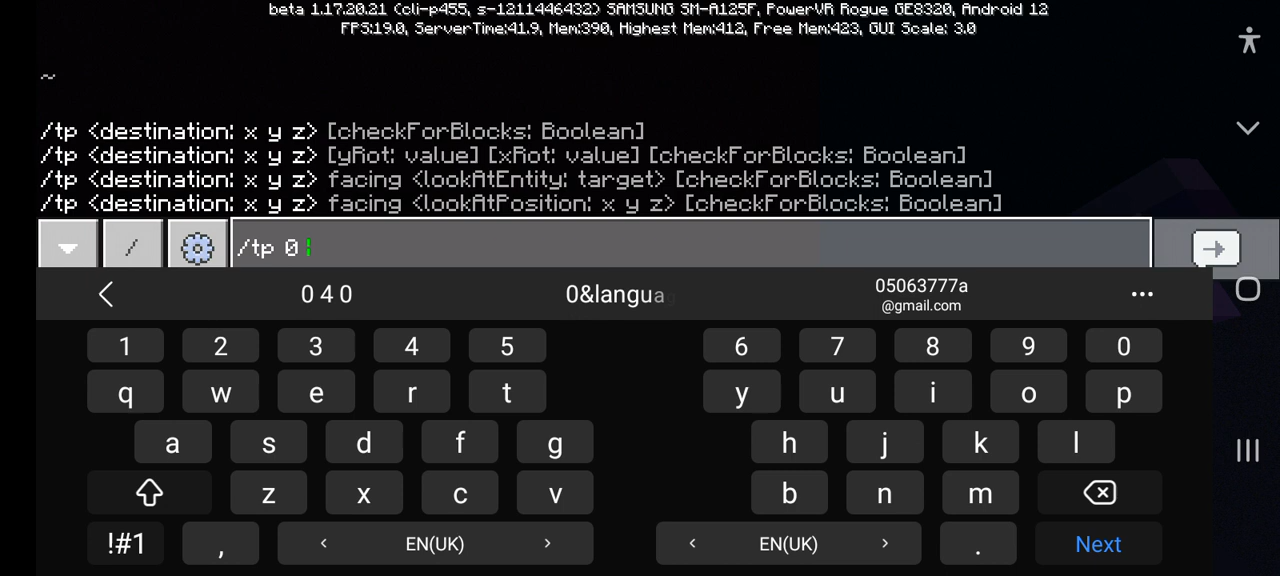 beta 1.17.20.21 (cli-p455, s-1211446432) SAMSUNG SM-A125F, PowerVR Rogue GE8320, Android 12
FPS:19.0, ServerTime:41.9, Mem:390, Highest Mem:412, Free Mem:423, GUI Scale: 3.0
~
/tp <destination: x y z> [checkForBlocks: Boolean]
/tp <destination: x y z> [yRot: value] [xRot: value] [checkForBlocks: Boolean]
/tp <destination: x y z> facing <lookAtEntity: target> [checkForBlocks: Boolean]
/tp <destination: x y z> facing <lookAtPosition: x y z> [checkForBlocks: Boolean]
/ /tp 0
0 4 0 0&languag 05063777a
@gmail.com
1 2 3 4 5 6 7 8 9 0
q w e r t y u i o p
a s d f g h j k l
z x c v b n m
!#1 , < EN(UK) > < EN(UK) > . Next